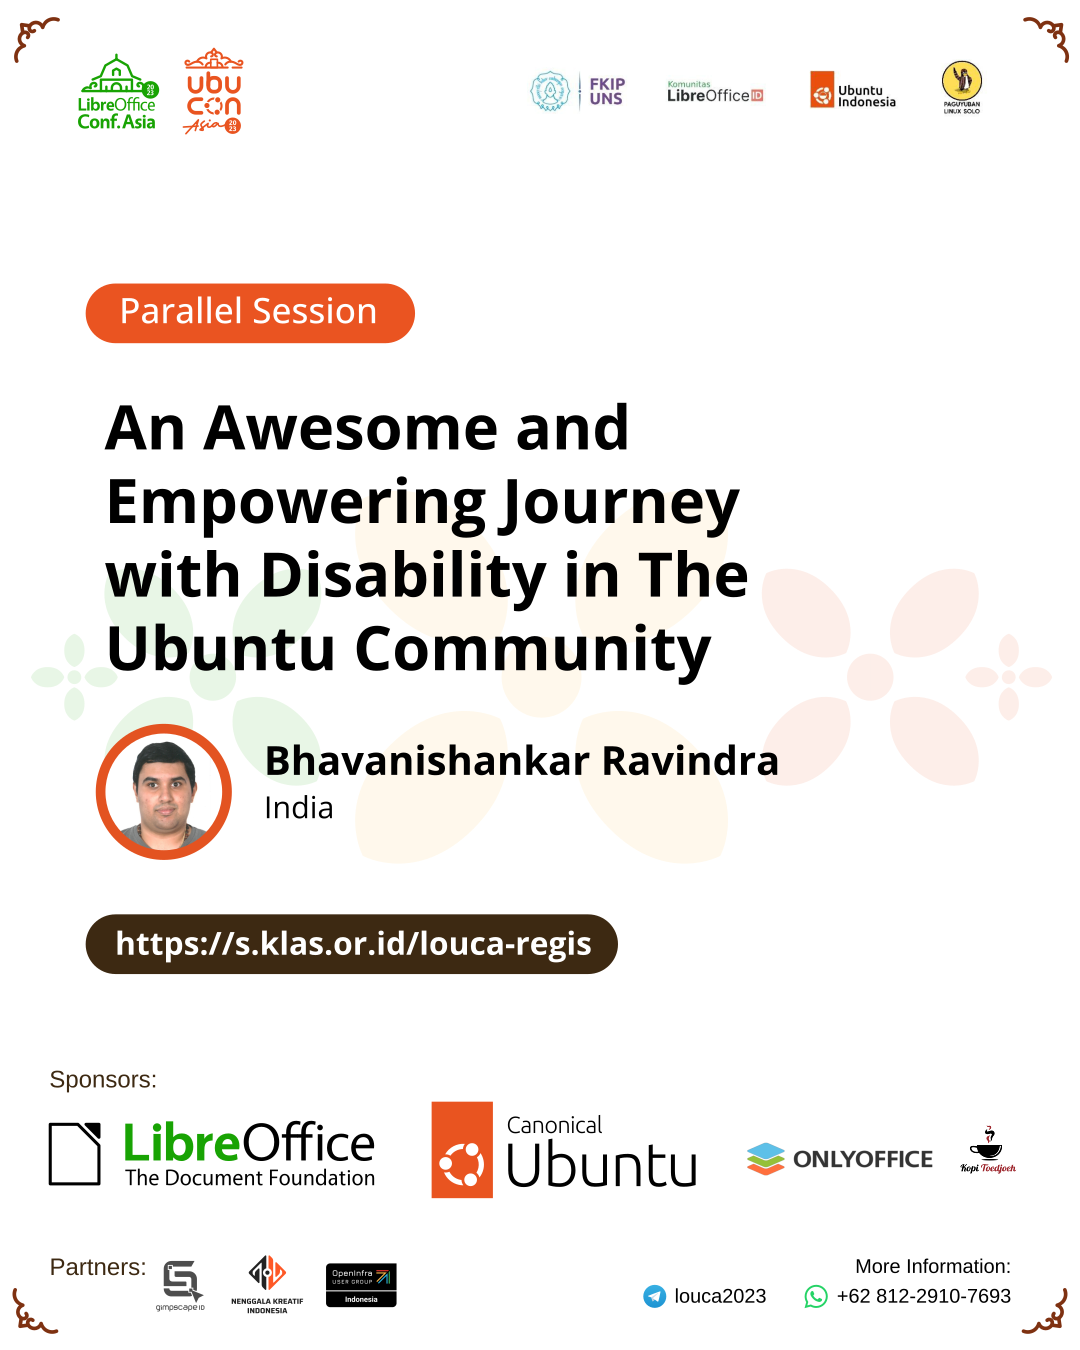 LibreOffice
Conf. Asia
2023
ubu
con
Asia
2023
FKIP
UNS
Komunitas
LibreOffice ID
Ubuntu
Indonesia
PAGUYUBAN
LINUX SOLO
Parallel Session
An Awesome and
Empowering Journey
with Disability in The
Ubuntu Community
Bhavanishankar Ravindra
India
https://s.klas.or.id/louca-regis
Sponsors:
LibreOffice
The Document Foundation
Canonical
Ubuntu
ONLYOFFICE
Kopi Toedjoeh
Partners:
gimpscape ID
NENGGALA KREATIF
INDONESIA
OpenInfra
USER GROUP
Indonesia
More Information:
louca2023
+62 812-2910-7693